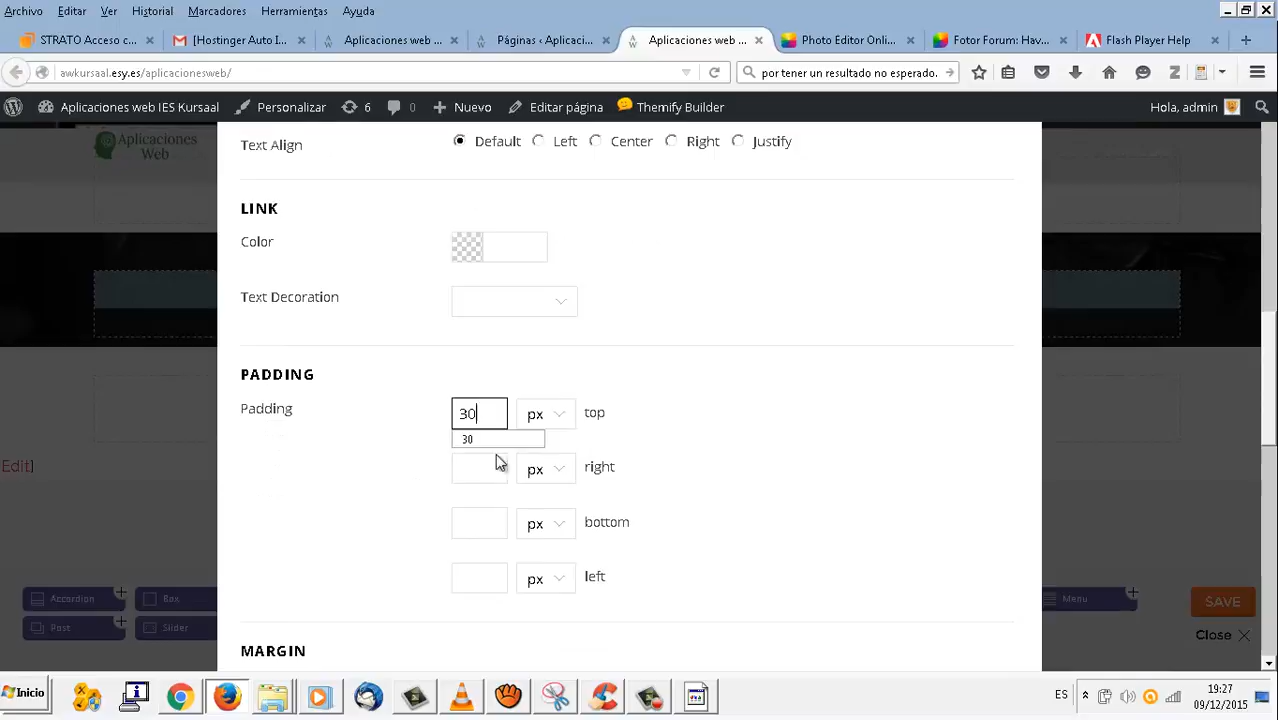 Archivo Editar Ver Historial Marcadores Herramientas Ayuda
STRATO Acceso c... [Hostinger Auto I... Aplicaciones web ... Páginas ‹ Aplicaci... Aplicaciones web ... Photo Editor Onlin... Fotor Forum: Hav... Flash Player Help
awkursaal.esy.es/aplicacionesweb/ por tener un resultado no esperado.
Aplicaciones web IES Kursaal Personalizar 6 Nuevo Editar página Themify Builder Hola, admin
Aplicaciones
Web
Text Align Default Left Center Right Justify
LINK
Color
Text Decoration
PADDING
Padding 30 px top
30
px right
Edit]
px bottom
px left
Accordion Box Menu SAVE
Post Slider Close
MARGIN
Inicio ES 19:27
09/12/2015